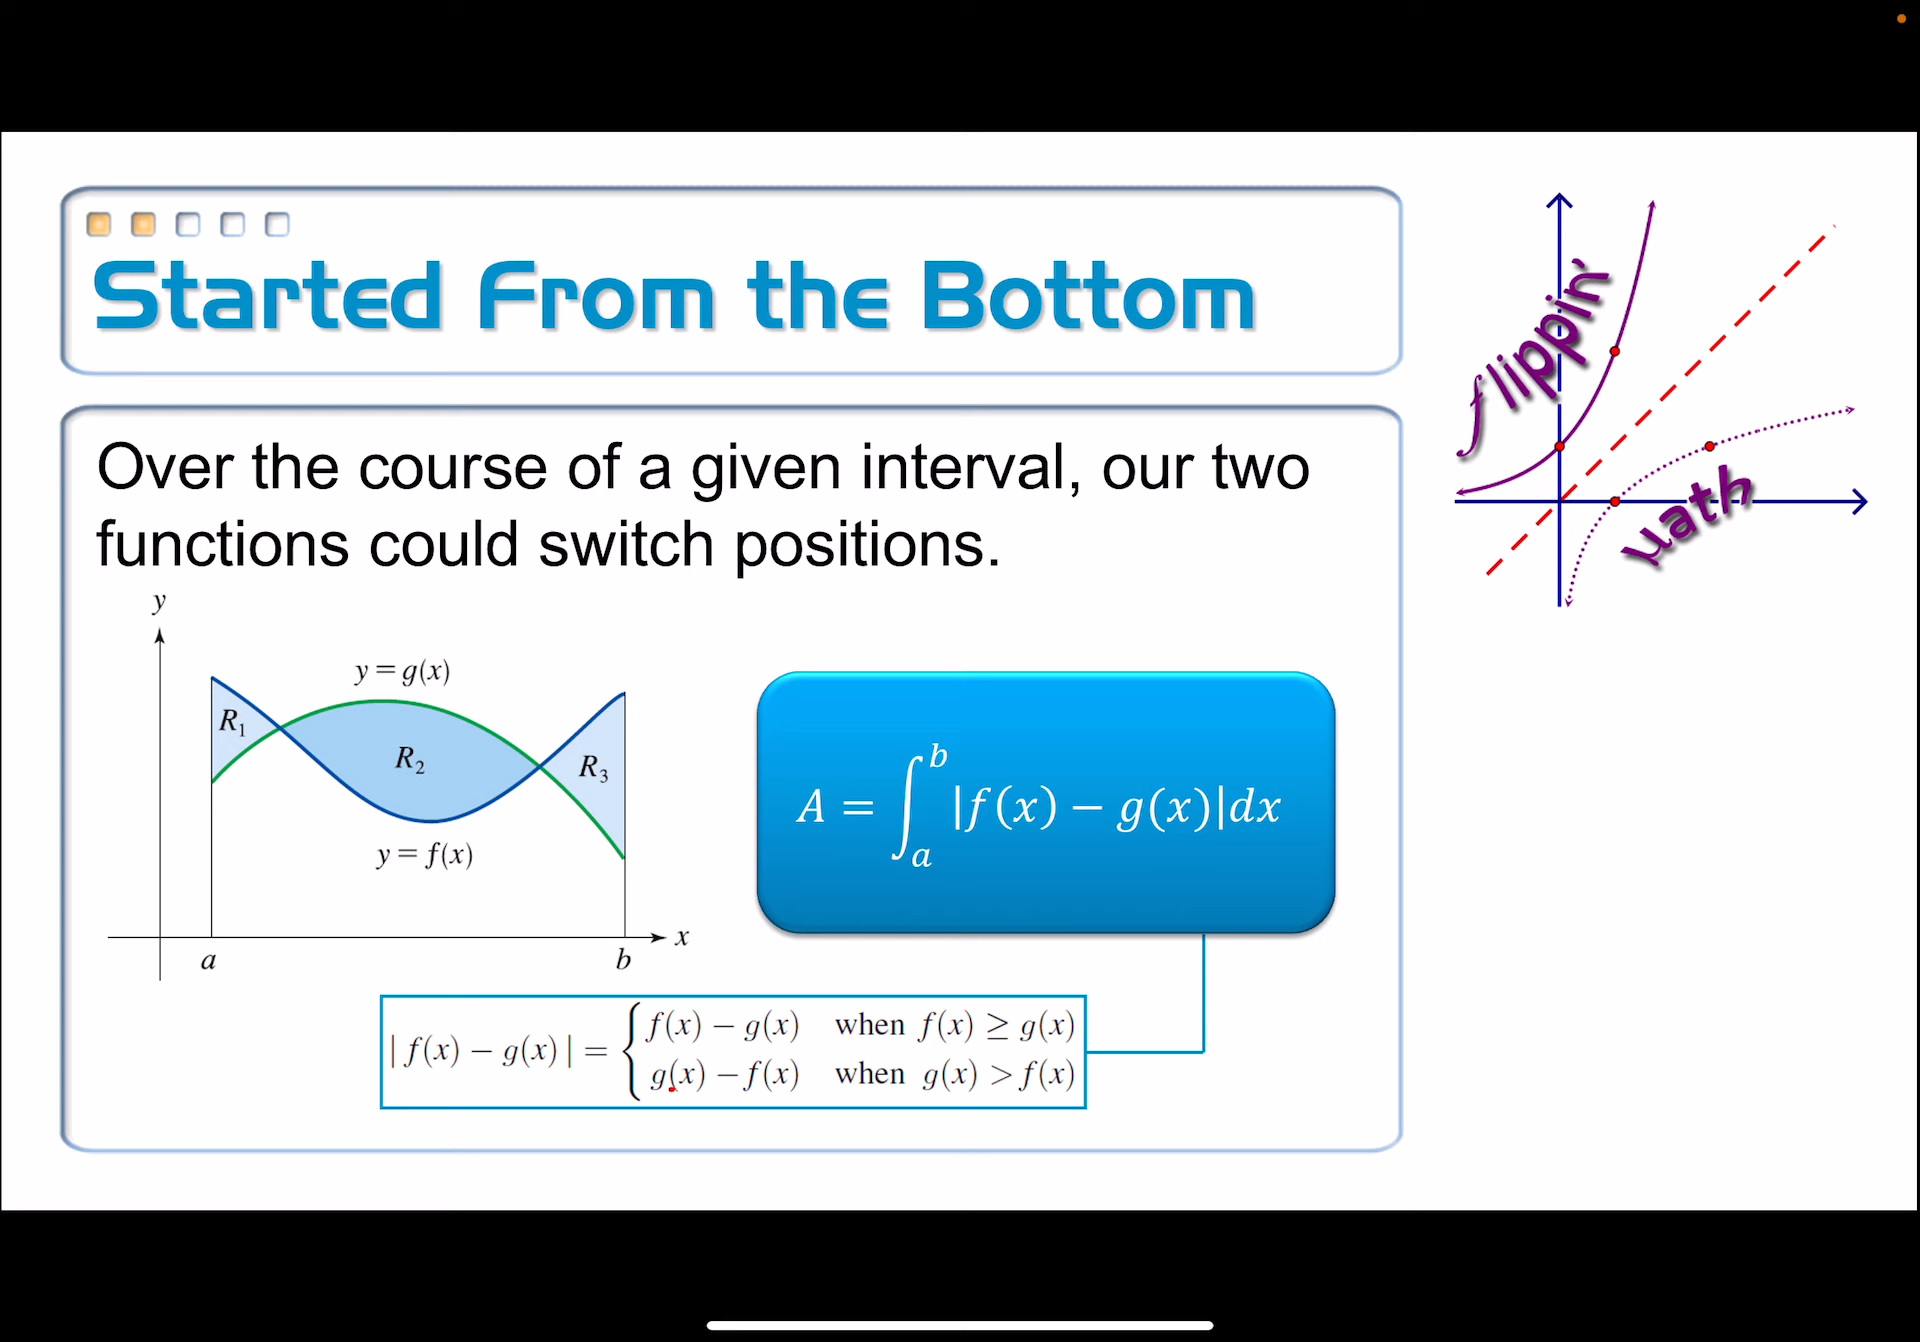 Started From the Bottom
flippin'
math
Over the course of a given interval, our two
functions could switch positions.
y
y = g(x)
R₁
R₂
R₃
y = f(x)
x
a
b
A = ∫ₐᵇ |f(x) − g(x)|dx
|f(x) − g(x)| = { f(x) − g(x) when f(x) ≥ g(x)
g(x) − f(x) when g(x) > f(x)